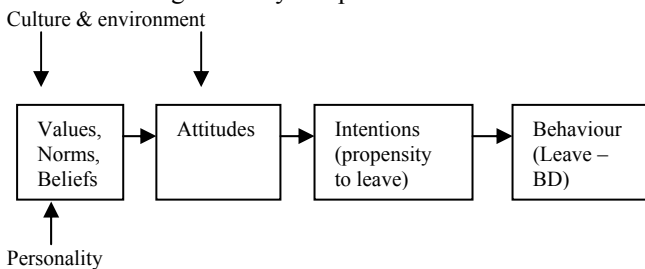 Culture & environment
Values,
Norms,
Beliefs
Attitudes
Intentions
(propensity
to leave)
Behaviour
(Leave –
BD)
Personality